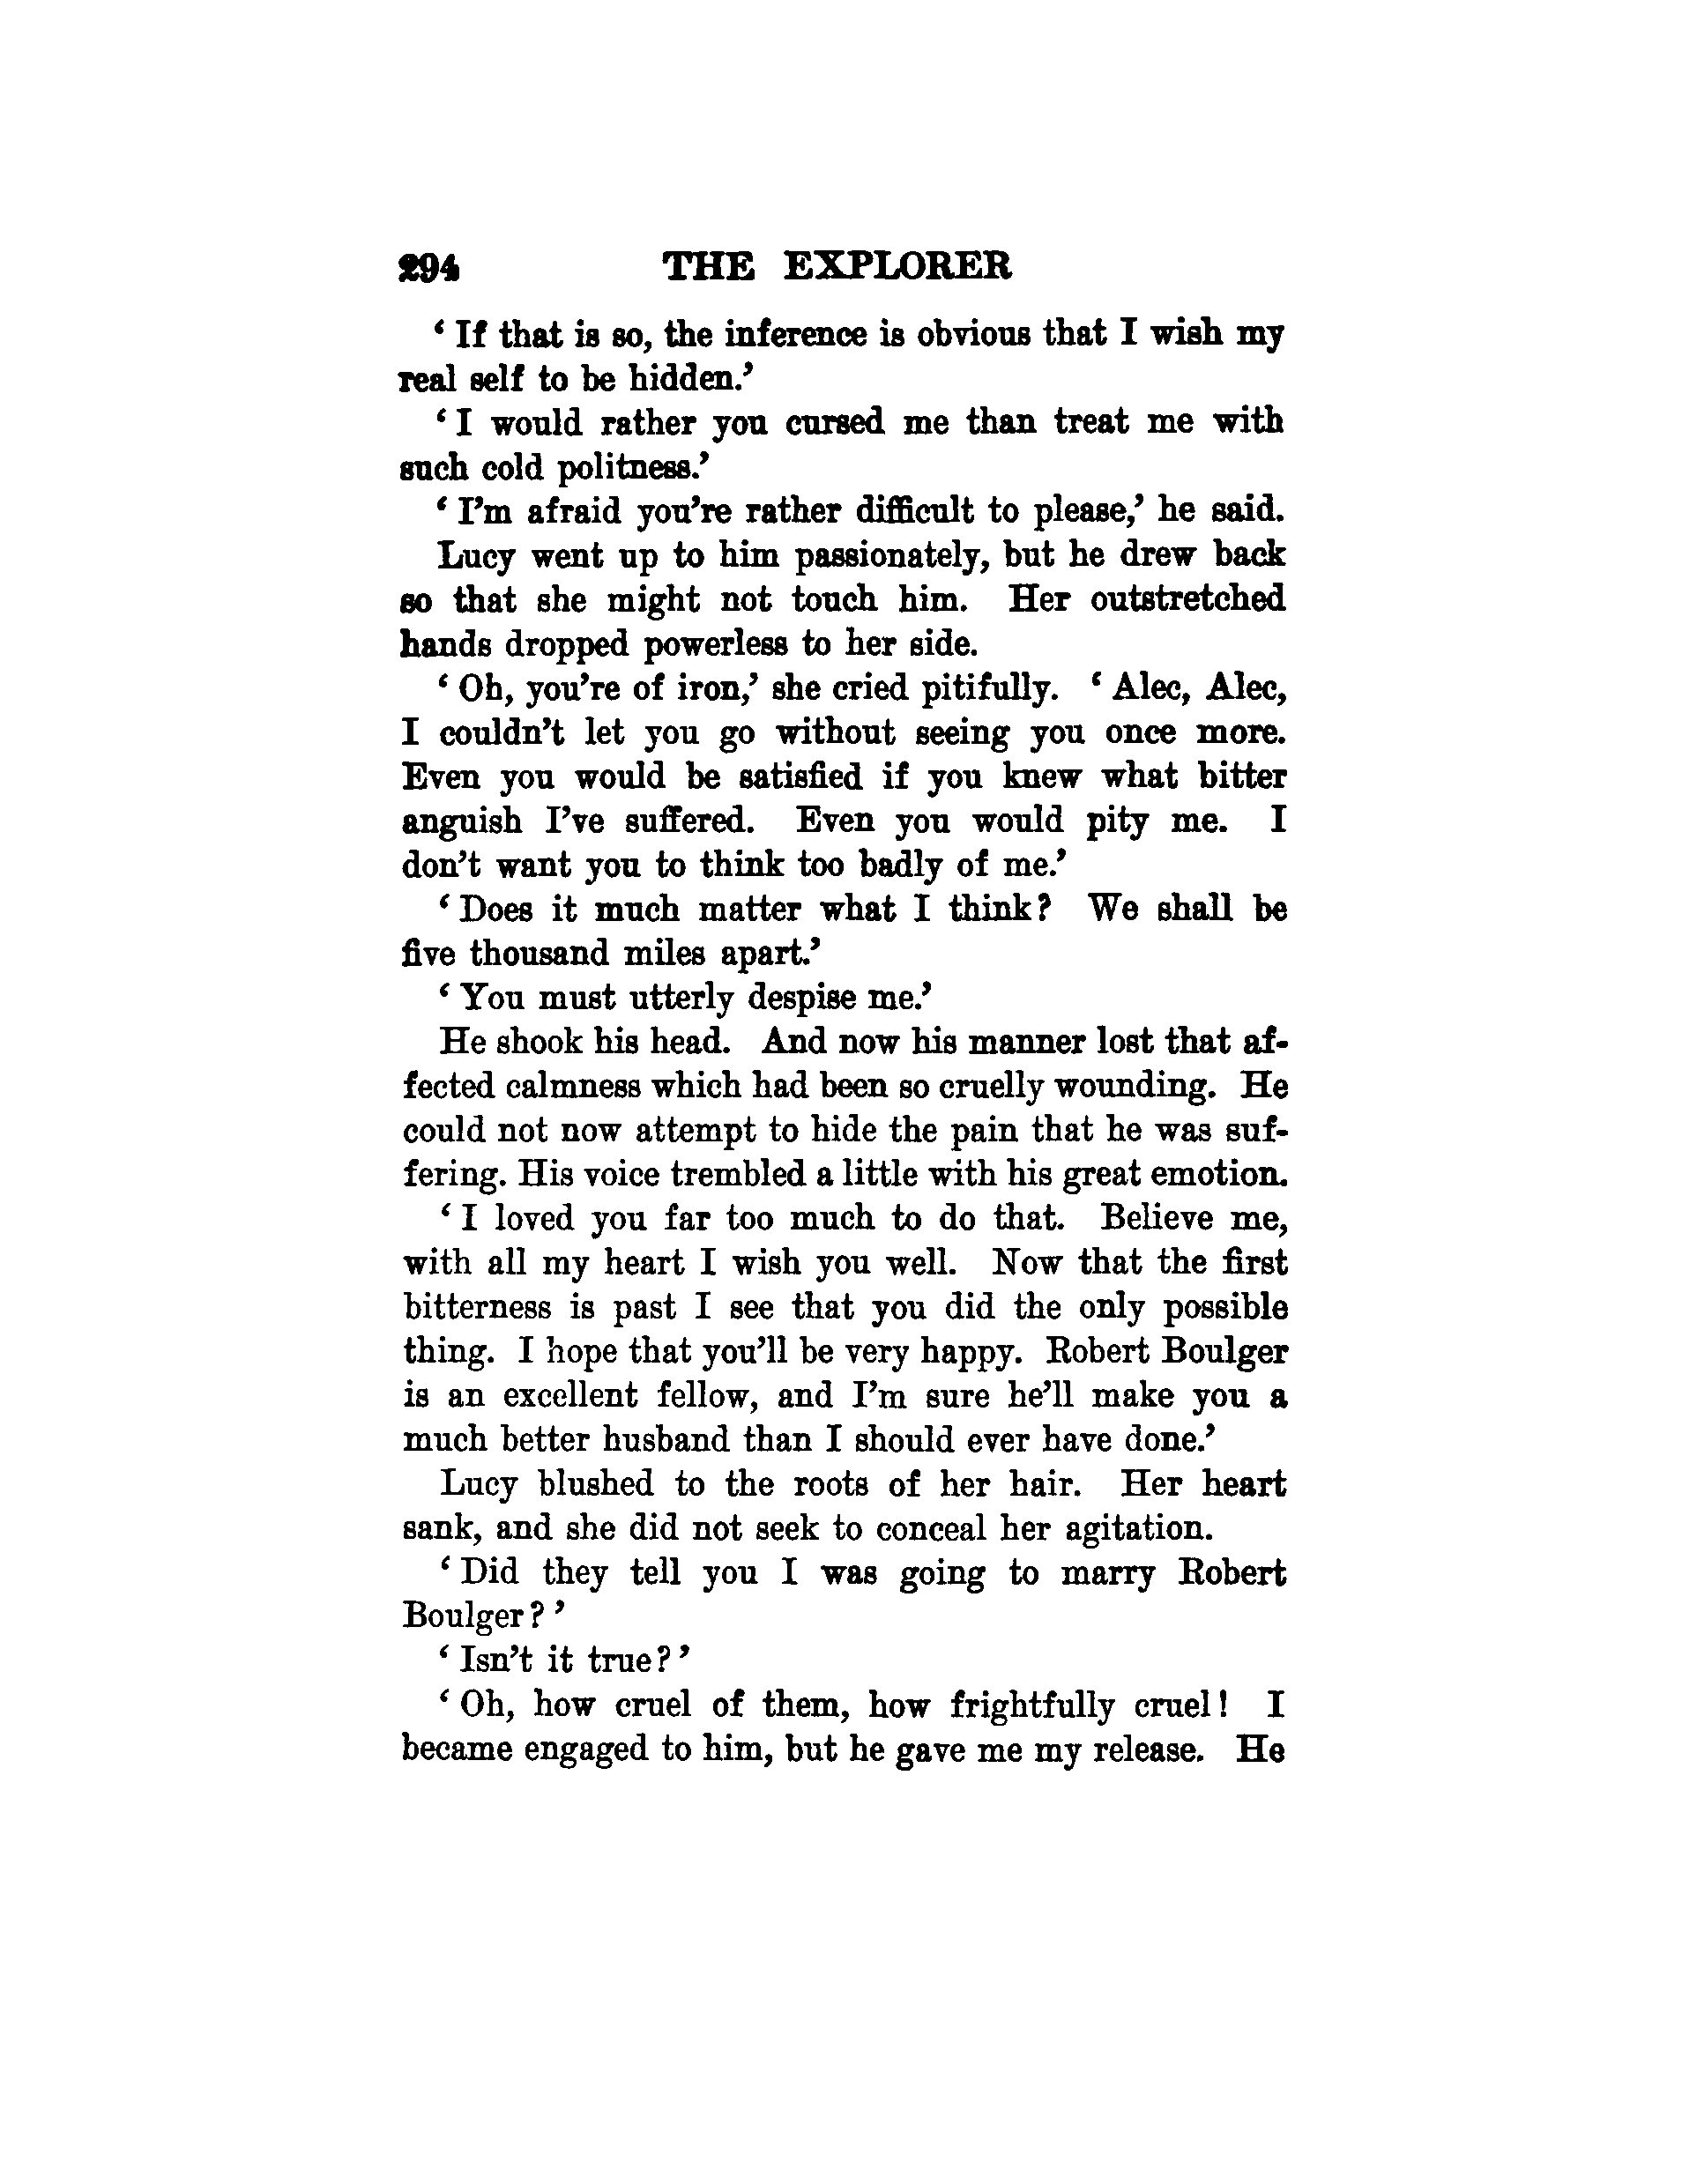 294 THE EXPLORER
‘ If that is so, the inference is obvious that I wish my
real self to be hidden.’
‘ I would rather you cursed me than treat me with
such cold politness.’
‘ I’m afraid you’re rather difficult to please,’ he said.
Lucy went up to him passionately, but he drew back
so that she might not touch him. Her outstretched
hands dropped powerless to her side.
‘ Oh, you’re of iron,’ she cried pitifully. ‘ Alec, Alec,
I couldn’t let you go without seeing you once more.
Even you would be satisfied if you knew what bitter
anguish I’ve suffered. Even you would pity me. I
don’t want you to think too badly of me.’
‘ Does it much matter what I think? We shall be
five thousand miles apart.’
‘ You must utterly despise me.’
He shook his head. And now his manner lost that af-
fected calmness which had been so cruelly wounding. He
could not now attempt to hide the pain that he was suf-
fering. His voice trembled a little with his great emotion.
‘ I loved you far too much to do that. Believe me,
with all my heart I wish you well. Now that the first
bitterness is past I see that you did the only possible
thing. I hope that you’ll be very happy. Robert Boulger
is an excellent fellow, and I’m sure he’ll make you a
much better husband than I should ever have done.’
Lucy blushed to the roots of her hair. Her heart
sank, and she did not seek to conceal her agitation.
‘ Did they tell you I was going to marry Robert
Boulger? ’
‘ Isn’t it true? ’
‘ Oh, how cruel of them, how frightfully cruel! I
became engaged to him, but he gave me my release. He